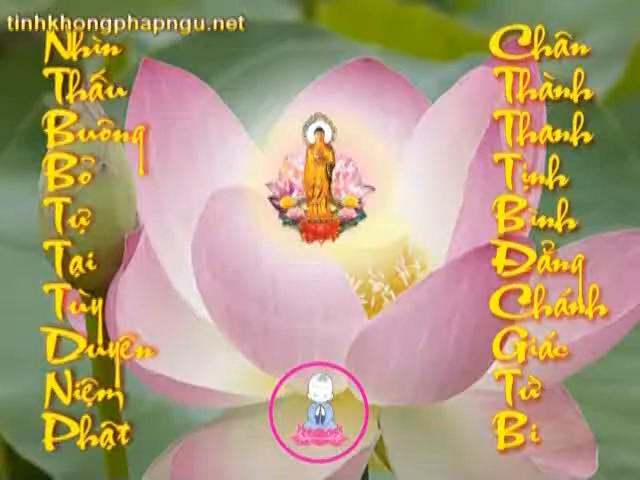 tinhkhongphapngu.net
Nhìn
Thấu
Buông
Bỏ
Tự
Tại
Tùy
Duyên
Niệm
Phật
Chân
Thành
Thanh
Tịnh
Bình
Đẳng
Chánh
Giác
Từ
Bi